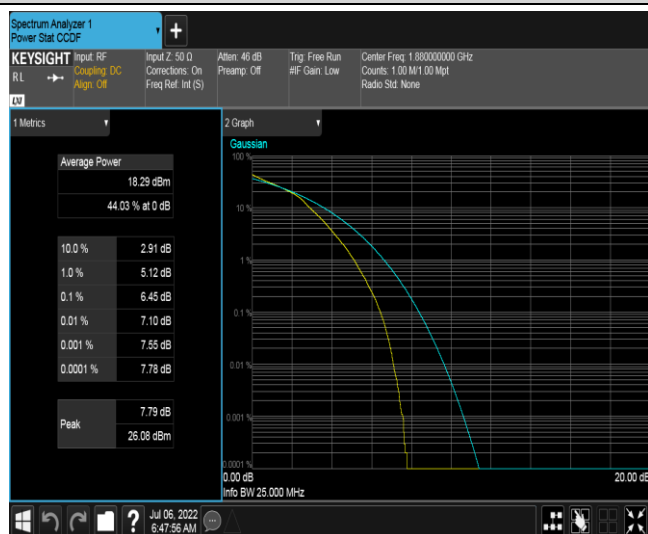 Spectrum Analyzer 1
Power Stat CCDF
KEYSIGHT
RL
LXI
Input: RF
Coupling: DC
Align: Off
Input Z: 50 Ω
Corrections: On
Freq Ref: Int (S)
Atten: 46 dB
Preamp: Off
Trig: Free Run
#IF Gain: Low
Center Freq: 1.880000000 GHz
Counts: 1.00 M/1.00 Mpt
Radio Std: None
1 Metrics
Average Power
18.29 dBm
44.03 % at 0 dB
10.0 % 2.91 dB
1.0 % 5.12 dB
0.1 % 6.45 dB
0.01 % 7.10 dB
0.001 % 7.55 dB
0.0001 % 7.78 dB
Peak
7.79 dB
26.08 dBm
2 Graph
Gaussian
100 %
10 %
1 %
0.1 %
0.01 %
0.001 %
0.0001 %
0.00 dB 20.00 dB
Info BW 25.000 MHz
?
Jul 06, 2022
6:47:56 AM